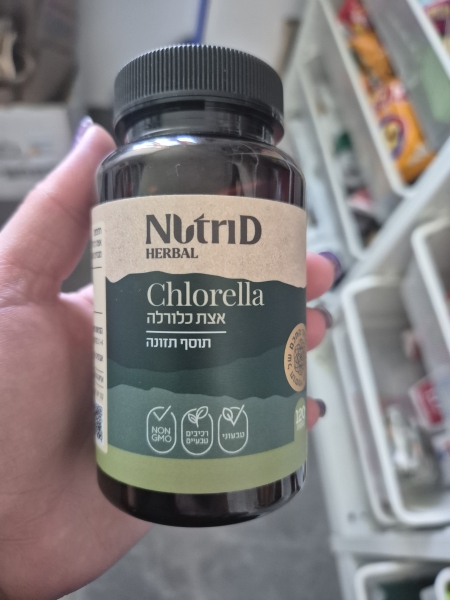 NutriD
HERBAL
Chlorella
אצת כלורלה
תוסף תזונה
NON
GMO
רכיבים
טבעיים
טבעוני
120